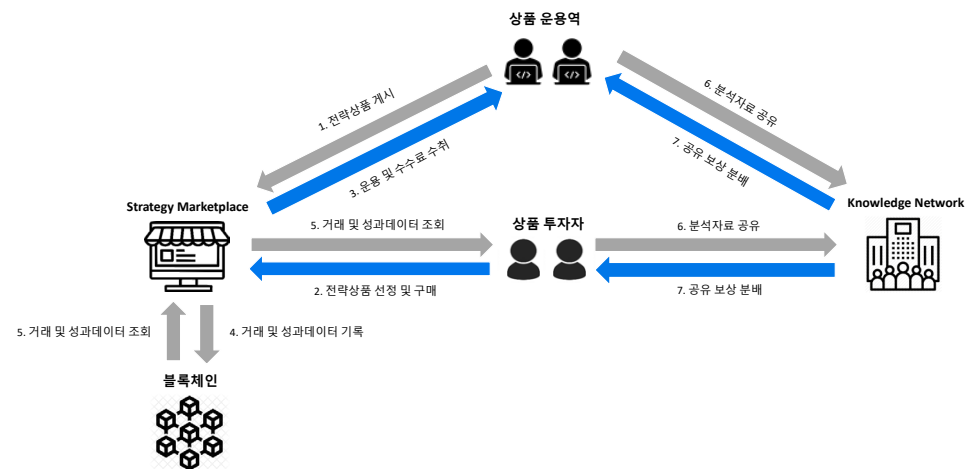 상품 운용역
</>
</>
1. 전략상품 게시
6. 분석자료 공유
3. 운용 및 수수료 수취
7. 공유 보상 분배
Strategy Marketplace
Knowledge Network
5. 거래 및 성과데이터 조회
상품 투자자
6. 분석자료 공유
2. 전략상품 선정 및 구매
7. 공유 보상 분배
5. 거래 및 성과데이터 조회
4. 거래 및 성과데이터 기록
블록체인